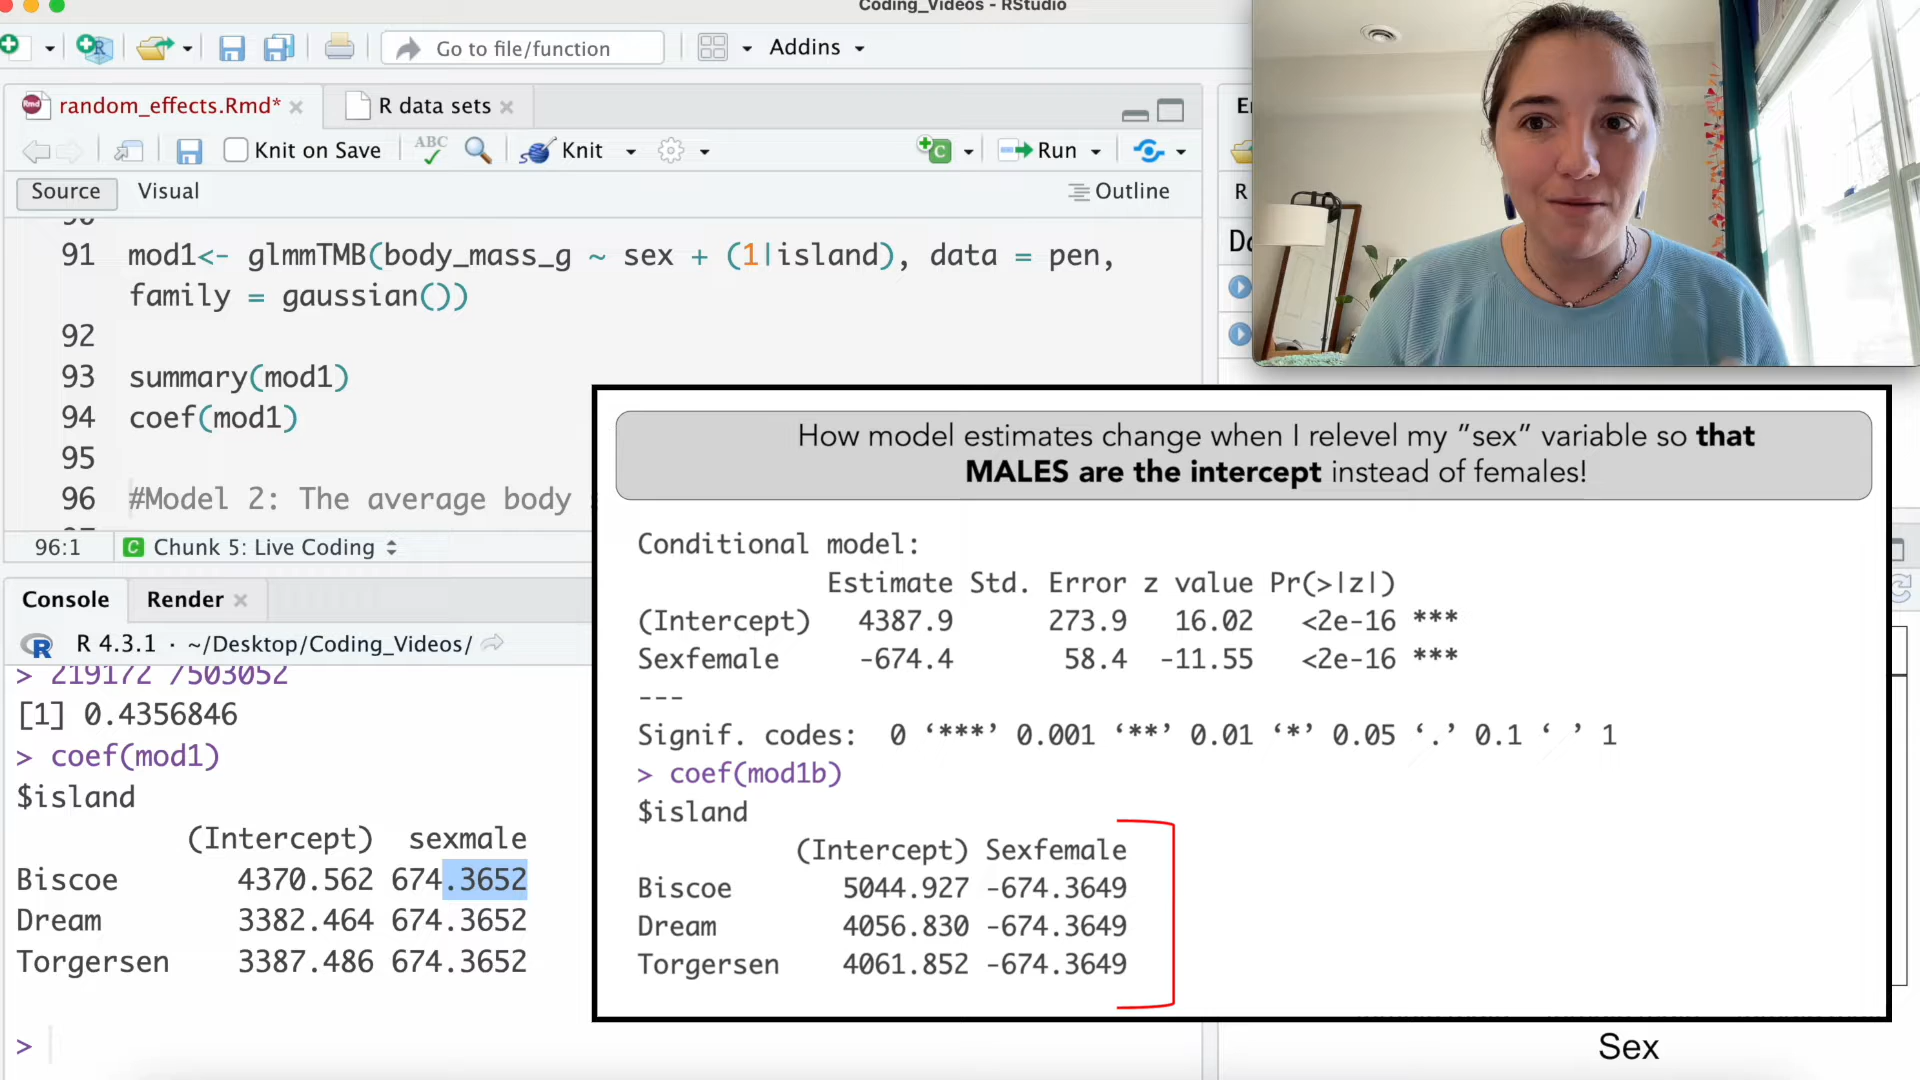 Coding_Videos - RStudio
Go to file/function
Addins
random_effects.Rmd*
R data sets
Knit on Save
ABC
Knit
Run
Source
Visual
Outline
91 mod1<- glmmTMB(body_mass_g ~ sex + (1|island), data = pen,
family = gaussian())
92
93 summary(mod1)
94 coef(mod1)
95
96 #Model 2: The average body
96:1
Chunk 5: Live Coding
Console
Render
R 4.3.1 · ~/Desktop/Coding_Videos/
> 219172 /503052
[1] 0.4356846
> coef(mod1)
$island
(Intercept) sexmale
Biscoe 4370.562 674.3652
Dream 3382.464 674.3652
Torgersen 3387.486 674.3652
>
How model estimates change when I relevel my ”sex” variable so that
MALES are the intercept instead of females!
Conditional model:
Estimate Std. Error z value Pr(>|z|)
(Intercept) 4387.9 273.9 16.02 <2e-16 ***
Sexfemale -674.4 58.4 -11.55 <2e-16 ***
---
Signif. codes: 0 ‘***’ 0.001 ‘**’ 0.01 ‘*’ 0.05 ‘.’ 0.1 ‘ ’ 1
> coef(mod1b)
$island
(Intercept) Sexfemale
Biscoe 5044.927 -674.3649
Dream 4056.830 -674.3649
Torgersen 4061.852 -674.3649
Sex